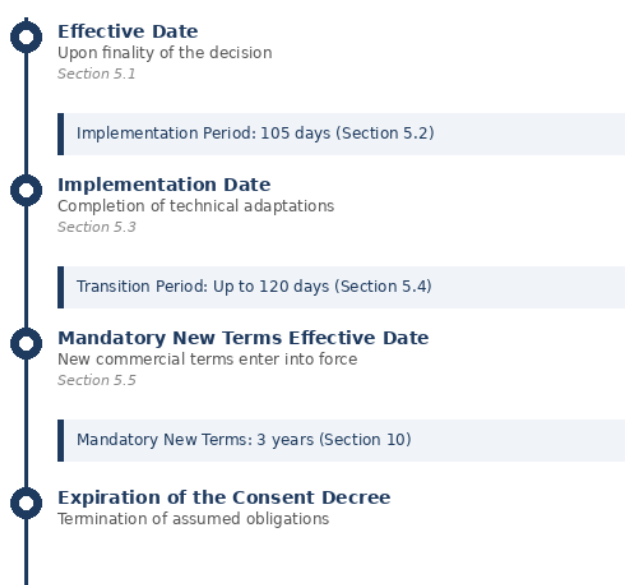 Effective Date
Upon finality of the decision
Section 5.1
Implementation Period: 105 days (Section 5.2)
Implementation Date
Completion of technical adaptations
Section 5.3
Transition Period: Up to 120 days (Section 5.4)
Mandatory New Terms Effective Date
New commercial terms enter into force
Section 5.5
Mandatory New Terms: 3 years (Section 10)
Expiration of the Consent Decree
Termination of assumed obligations